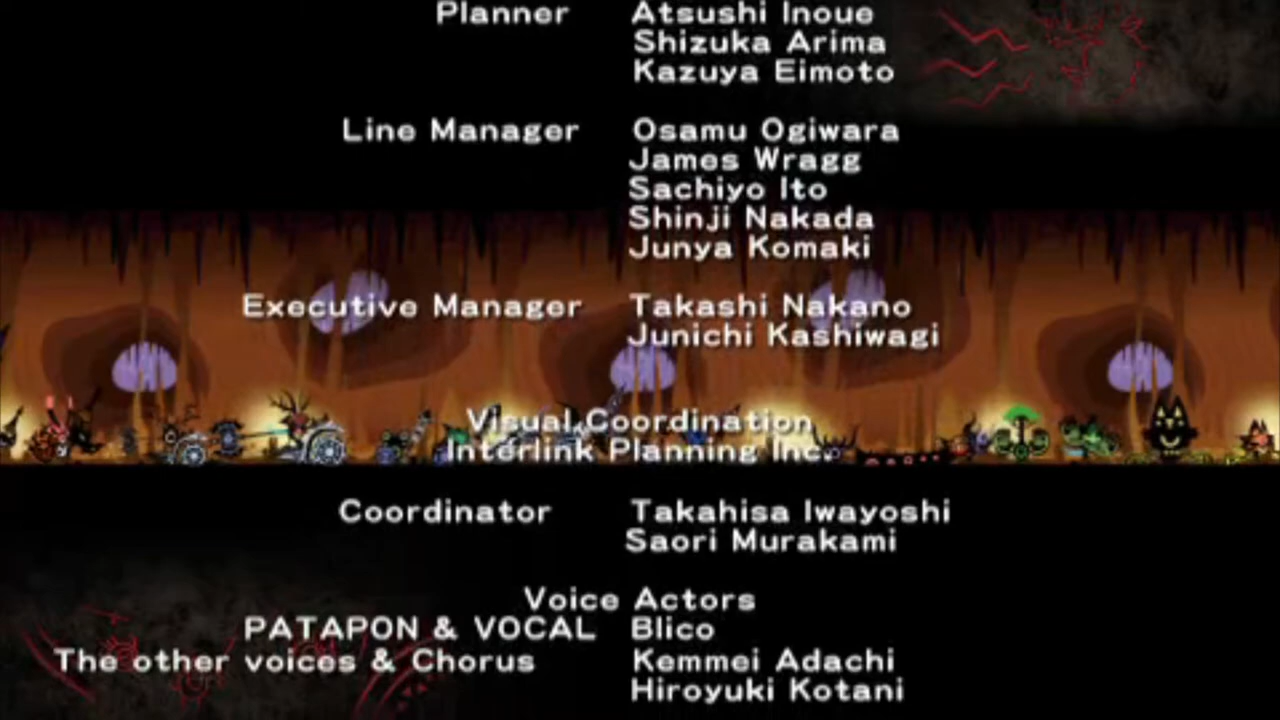 Planner Atsushi Inoue
Shizuka Arima
Kazuya Eimoto
Line Manager Osamu Ogiwara
James Wragg
Sachiyo Ito
Shinji Nakada
Junya Komaki
Executive Manager Takashi Nakano
Junichi Kashiwagi
Visual Coordination
Interlink Planning Inc.
Coordinator Takahisa Iwayoshi
Saori Murakami
Voice Actors
PATAPON & VOCAL Blico
The other voices & Chorus Kemmei Adachi
Hiroyuki Kotani